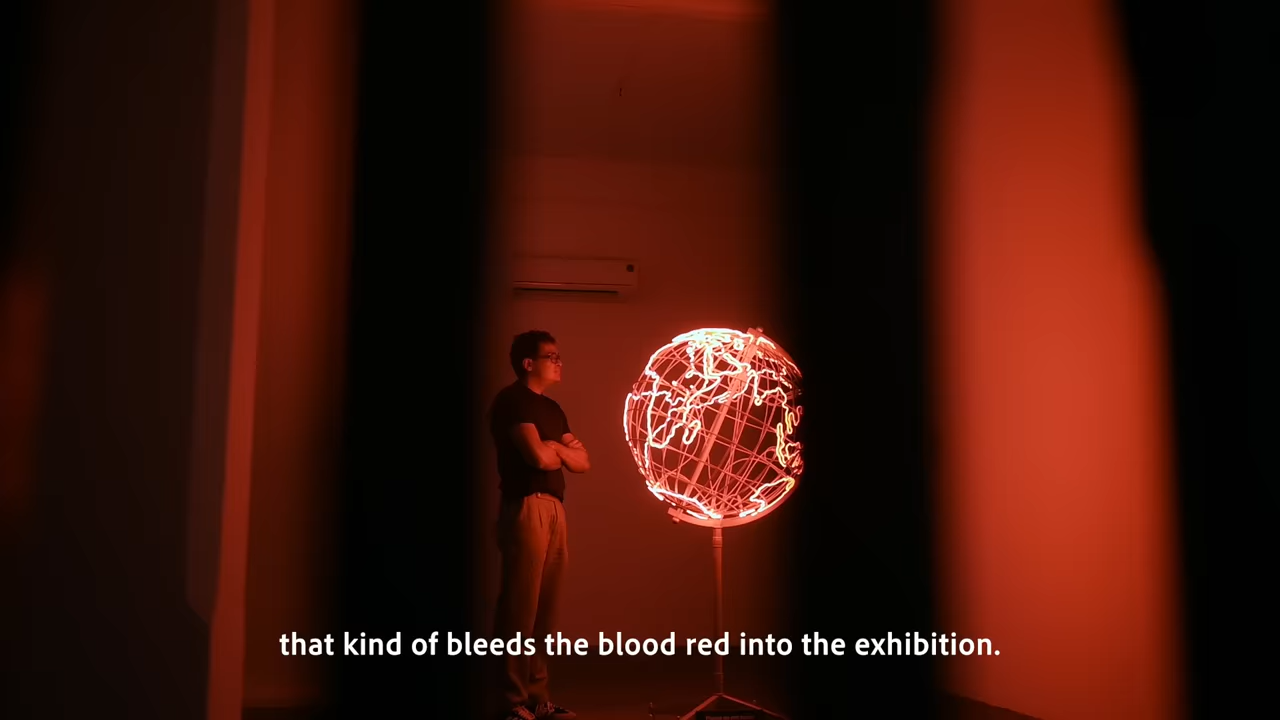 that kind of bleeds the blood red into the exhibition.